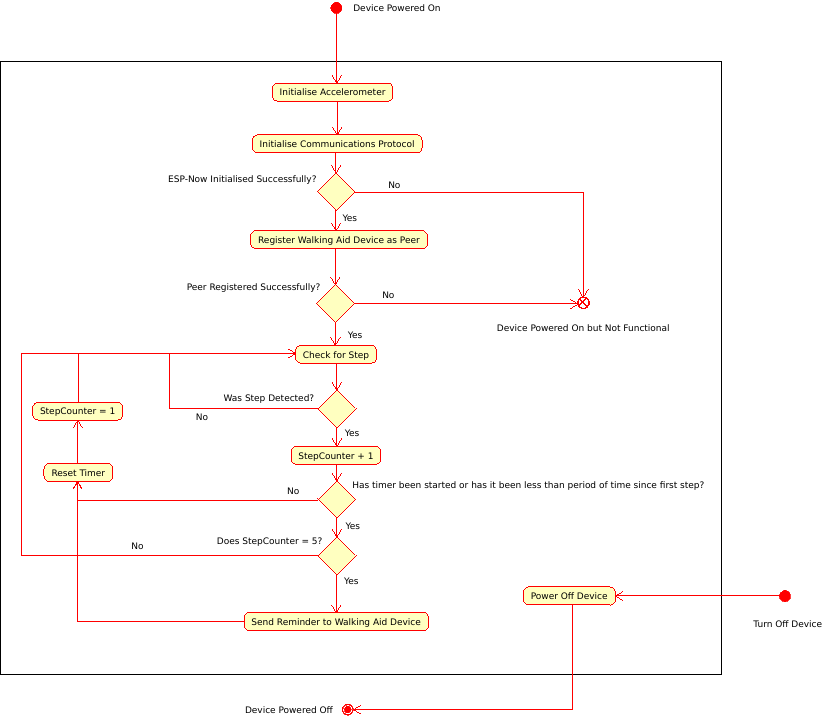 Device Powered On
Initialise Accelerometer
Initialise Communications Protocol
ESP-Now Initialised Successfully?
No
Yes
Register Walking Aid Device as Peer
Peer Registered Successfully?
No
Device Powered On but Not Functional
Yes
Check for Step
Was Step Detected?
No
Yes
StepCounter = 1
StepCounter + 1
Reset Timer
Has timer been started or has it been less than period of time since first step?
No
Yes
Does StepCounter = 5?
No
Yes
Power Off Device
Send Reminder to Walking Aid Device
Turn Off Device
Device Powered Off